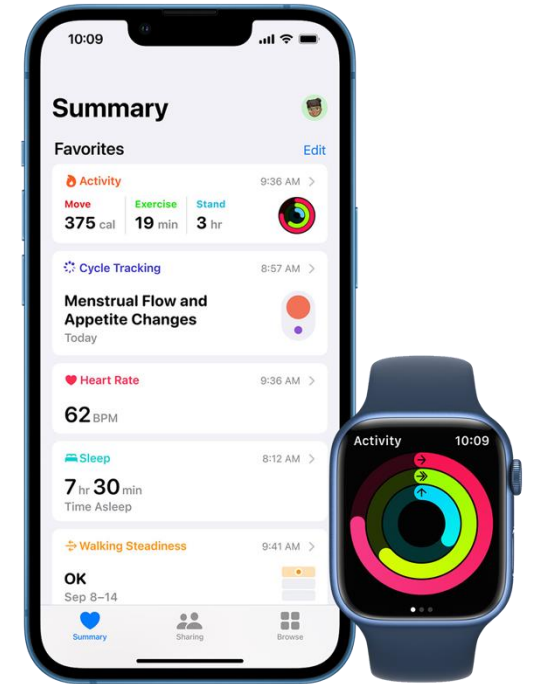 10:09
Summary
Favorites
Edit
Activity
9:36 AM
Move
Exercise
Stand
375 cal
19 min
3 hr
Cycle Tracking
8:57 AM
Menstrual Flow and
Appetite Changes
Today
Heart Rate
9:36 AM
62 BPM
Sleep
8:12 AM
7 hr 30 min
Time Asleep
Walking Steadiness
9:41 AM
OK
Sep 8–14
Summary
Sharing
Browse
Activity
10:09